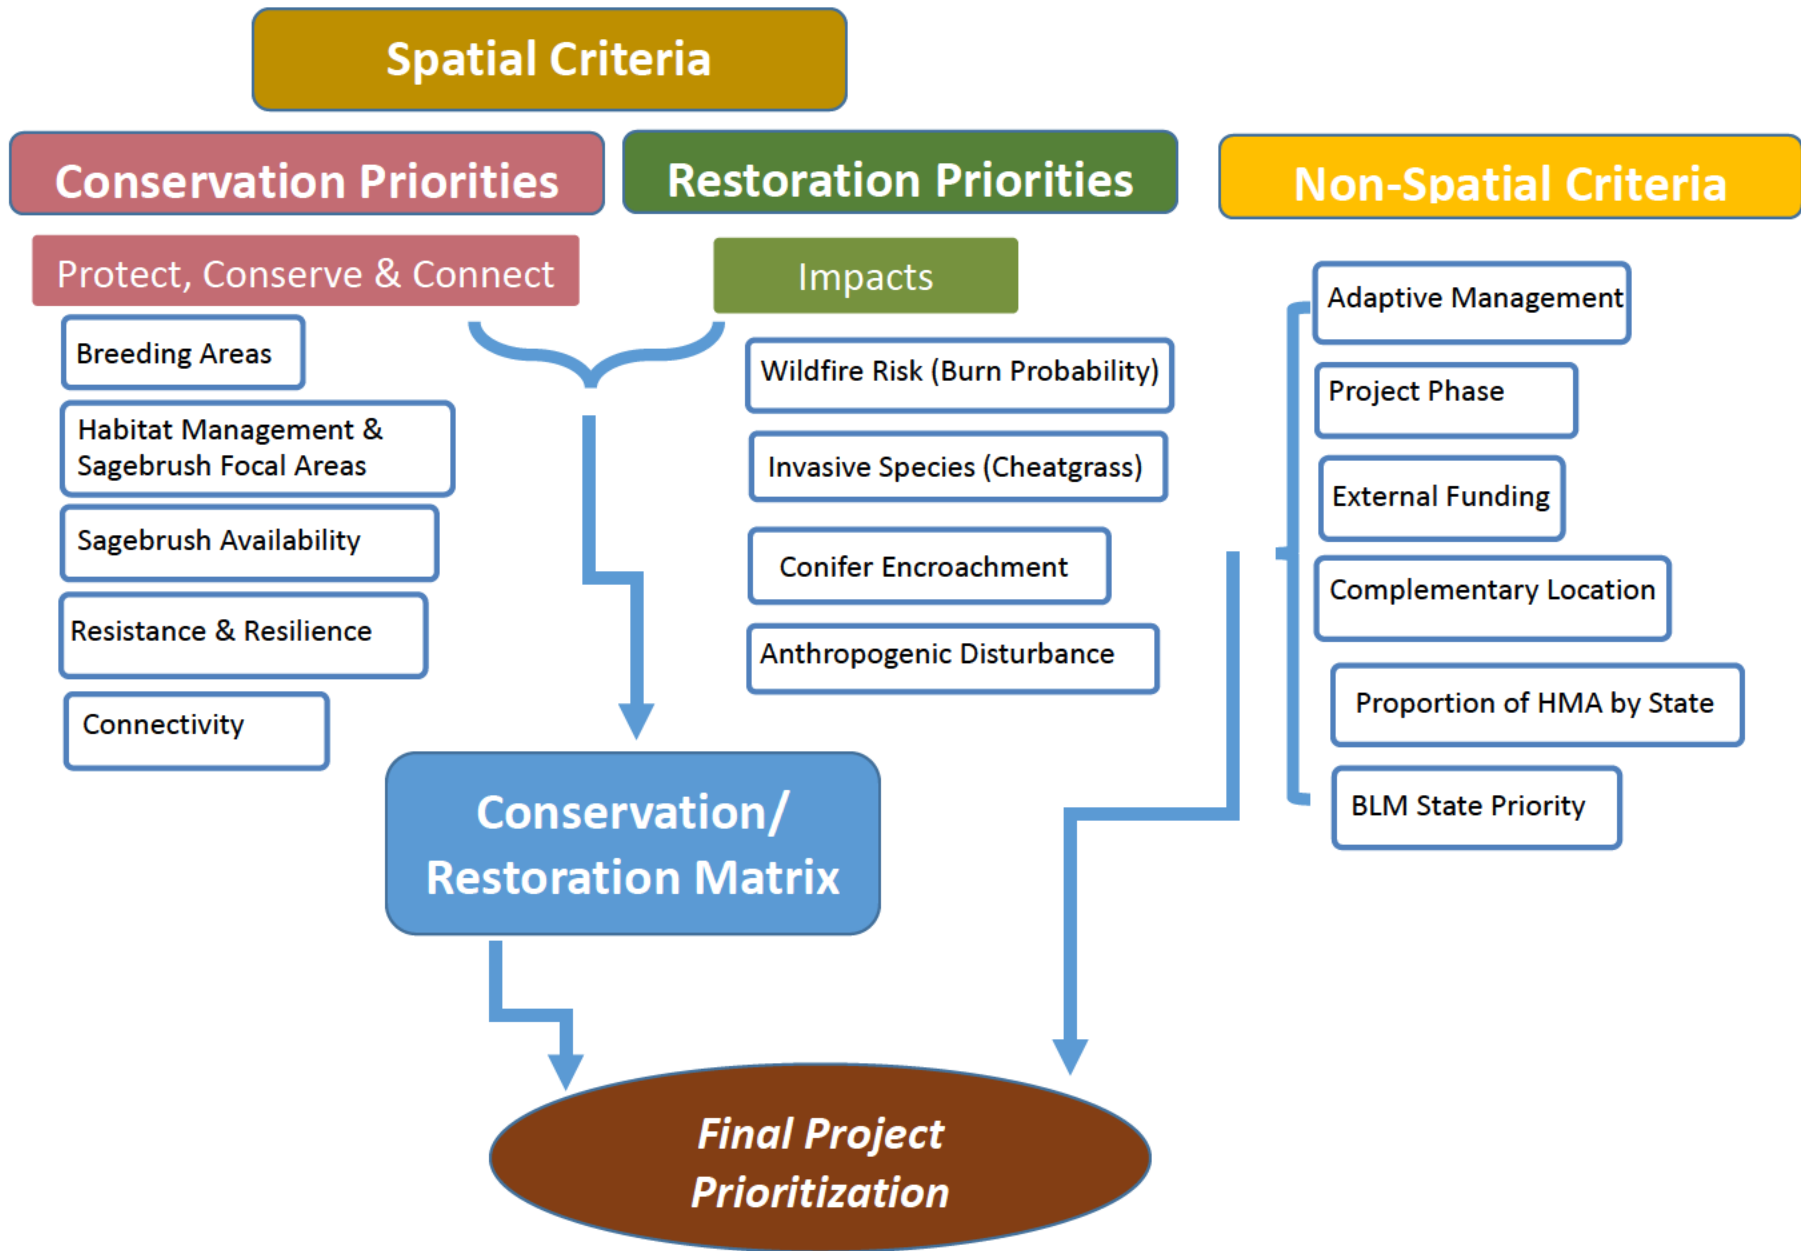 Spatial Criteria
Conservation Priorities
Protect, Conserve & Connect
Breeding Areas
Habitat Management &
Sagebrush Focal Areas
Sagebrush Availability
Resistance & Resilience
Connectivity
Restoration Priorities
Impacts
Wildfire Risk (Burn Probability)
Invasive Species (Cheatgrass)
Conifer Encroachment
Anthropogenic Disturbance
Non-Spatial Criteria
Adaptive Management
Project Phase
External Funding
Complementary Location
Proportion of HMA by State
BLM State Priority
Conservation/
Restoration Matrix
Final Project
Prioritization